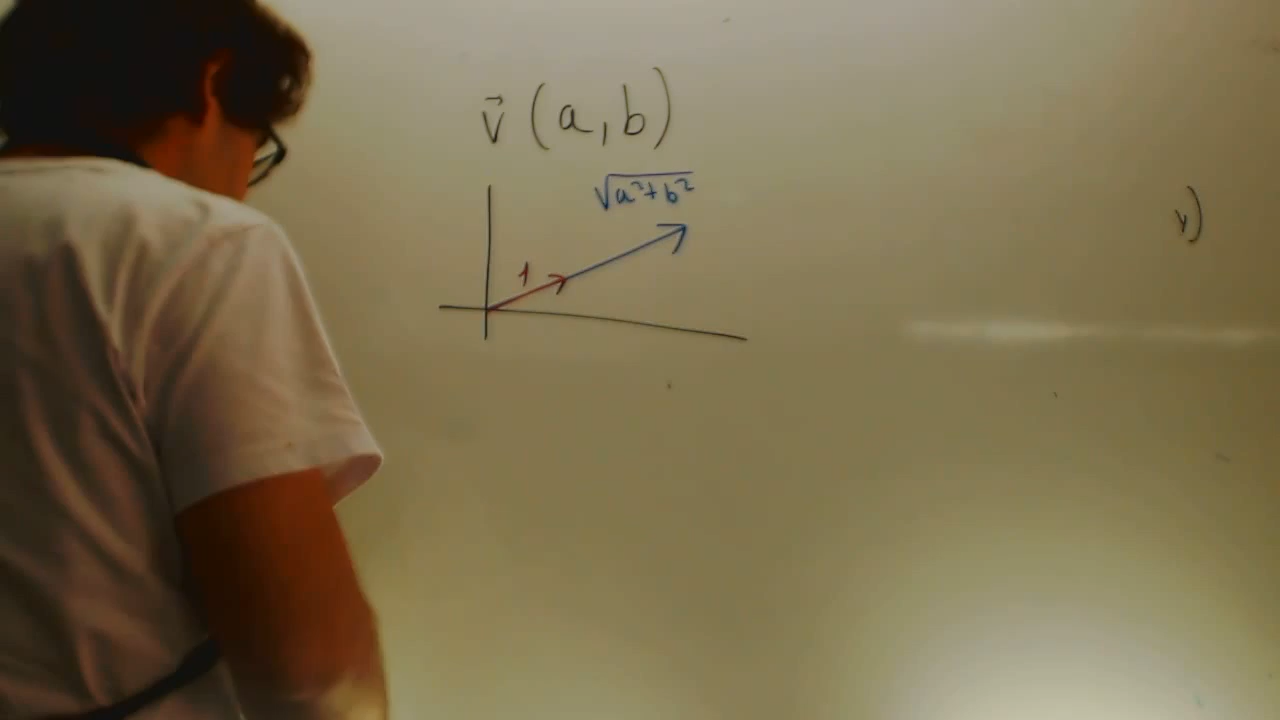 v⃗ (a, b)
√a²+b²
1